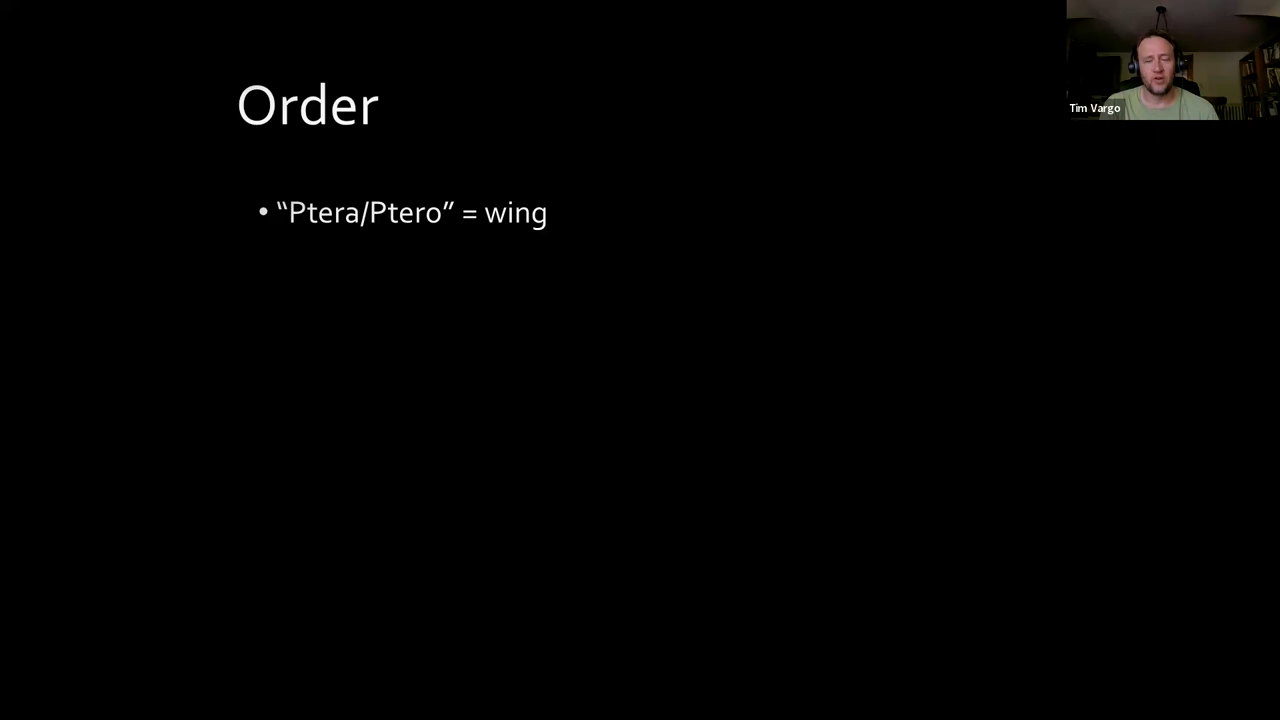 Order
• “Ptera/Ptero” = wing
Tim Vargo